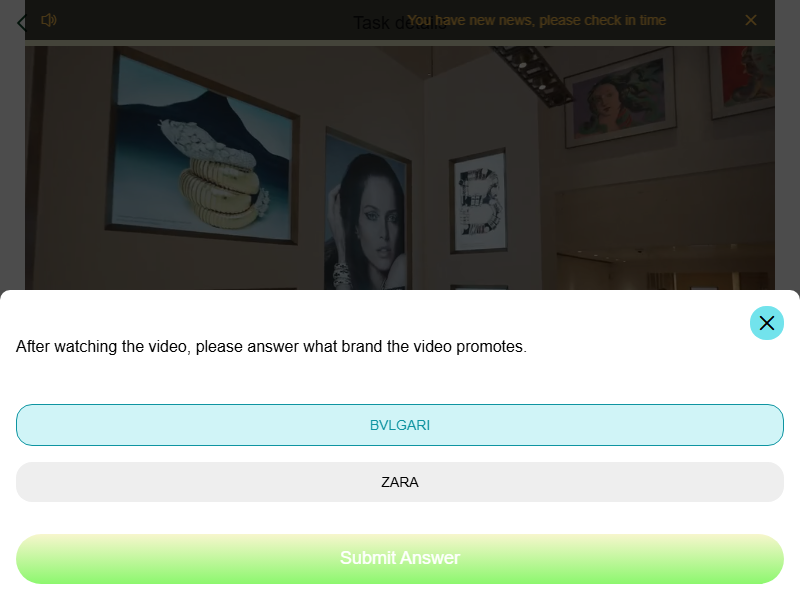 Task details
You have new news, please check in time
B
After watching the video, please answer what brand the video promotes.
BVLGARI
ZARA
Submit Answer